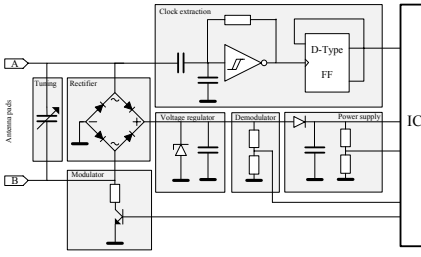 Clock extraction
D-Type
FF
A
Tuning
Rectifier
Voltage regulator
Demodulator
Power supply
IC
Antenna pads
B
Modulator